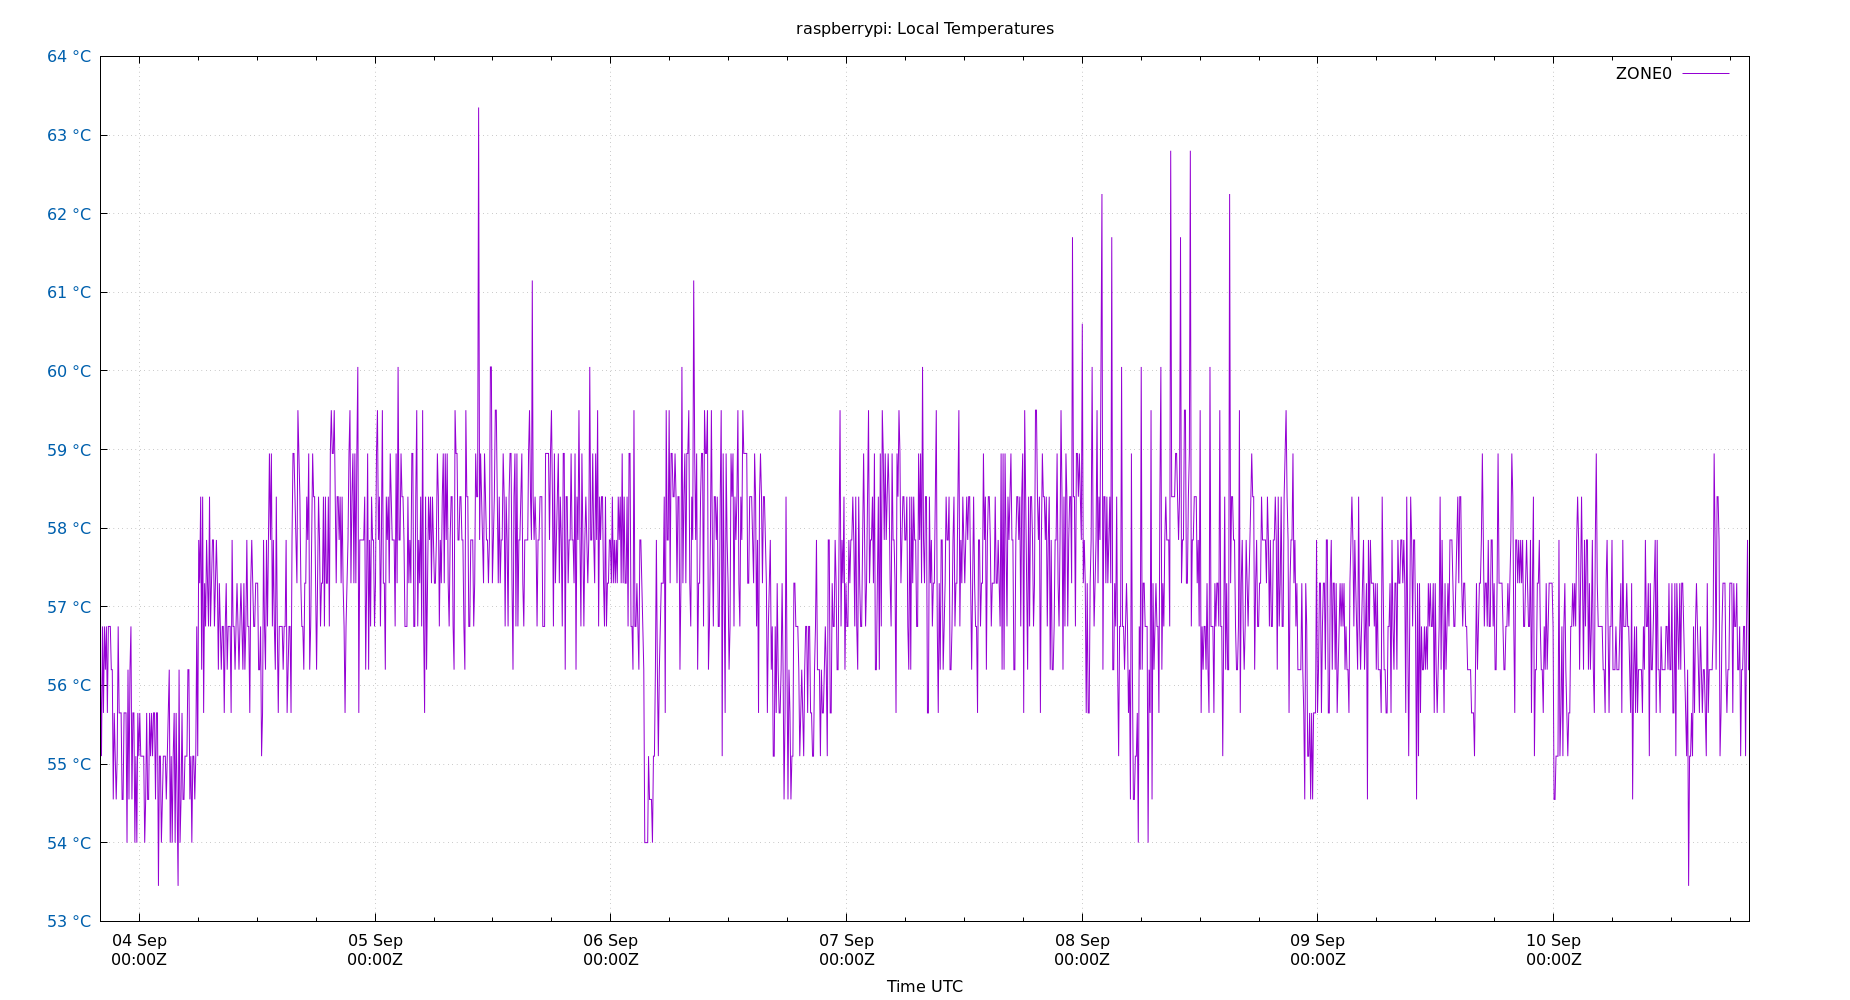 raspberrypi: Local Temperatures
64 °C
ZONE0
63 °C
62 °C
61 °C
60 °C
59 °C
58 °C
57 °C
56 °C
55 °C
54 °C
53 °C
04 Sep 05 Sep 06 Sep 07 Sep 08 Sep 09 Sep 10 Sep
00:00Z 00:00Z 00:00Z 00:00Z 00:00Z 00:00Z 00:00Z
Time UTC